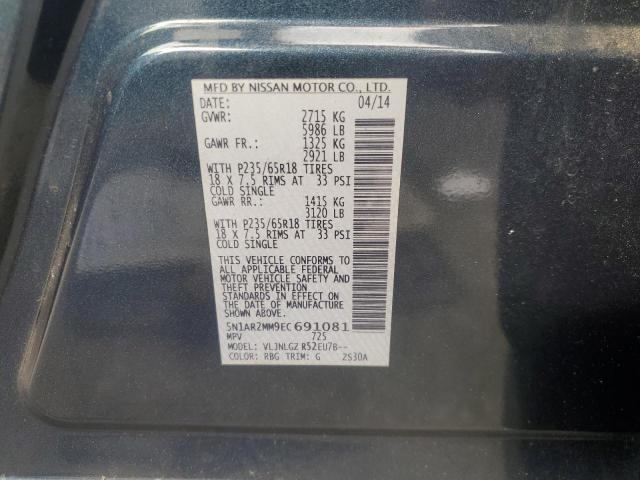 MFD BY NISSAN MOTOR CO., LTD.
DATE: 04/14
GVWR: 2715 KG
5986 LB
GAWR FR.: 1325 KG
2921 LB
WITH P235/65R18 TIRES
18 X 7.5 RIMS AT 33 PSI
COLD SINGLE
GAWR RR.: 1415 KG
3120 LB
WITH P235/65R18 TIRES
18 X 7.5 RIMS AT 33 PSI
COLD SINGLE
THIS VEHICLE CONFORMS TO
ALL APPLICABLE FEDERAL
MOTOR VEHICLE SAFETY AND
THEFT PREVENTION
STANDARDS IN EFFECT ON
THE DATE OF MANUFACTURE
SHOWN ABOVE.
5N1AR2MM9EC691081
MPV 725
MODEL: VLJNLGZ R52EU7B--
COLOR: RBG TRIM: G 2S30A